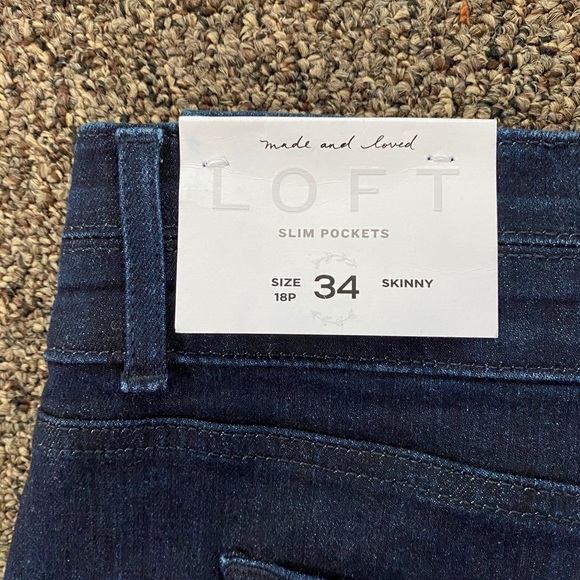 made and loved
LOFT
SLIM POCKETS
SIZE 34 SKINNY
18P